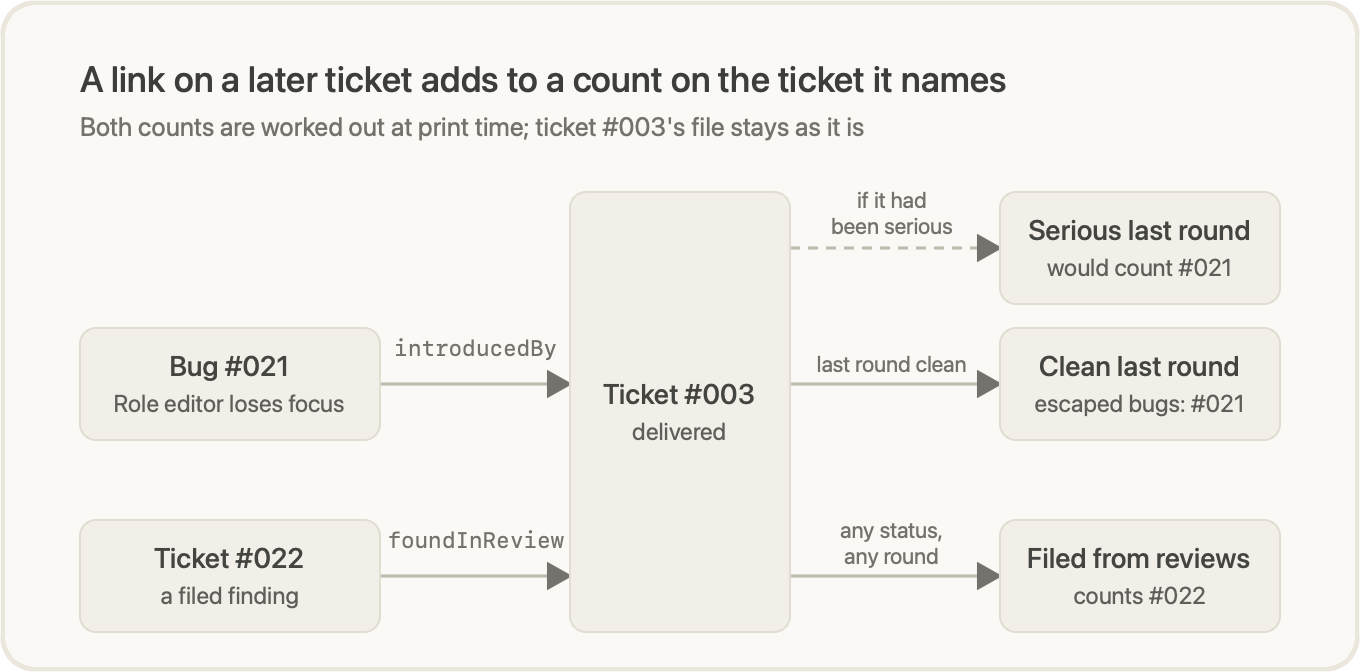 A link on a later ticket adds to a count on the ticket it names
Both counts are worked out at print time; ticket #003's file stays as it is
if it had
been serious
Serious last round
would count #021
Bug #021
Role editor loses focus
introducedBy
Ticket #003
delivered
last round clean
Clean last round
escaped bugs: #021
Ticket #022
a filed finding
foundInReview
any status,
any round
Filed from reviews
counts #022